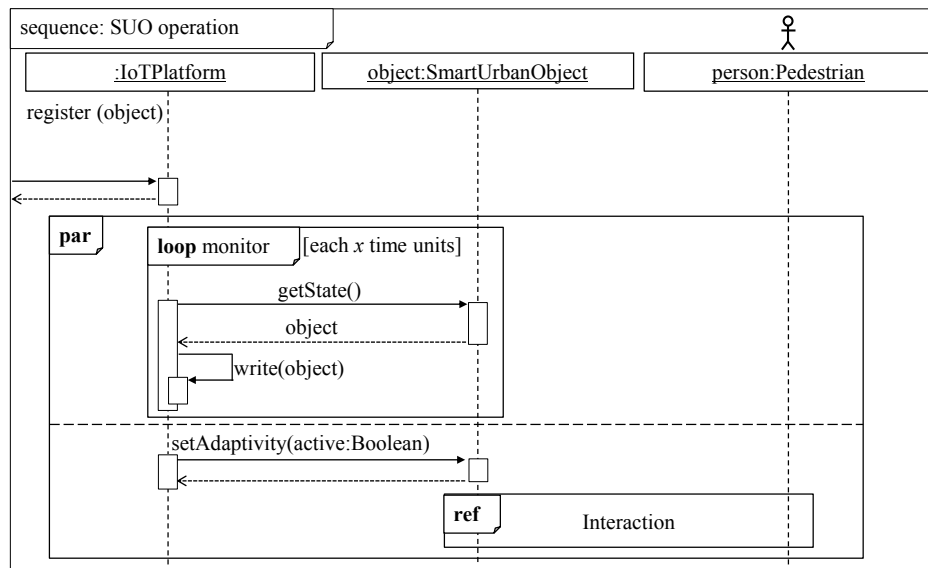 sequence: SUO operation
:IoTPlatform
object:SmartUrbanObject
person:Pedestrian
register (object)
par
loop monitor [each x time units]
getState()
object
write(object)
setAdaptivity(active:Boolean)
ref
Interaction